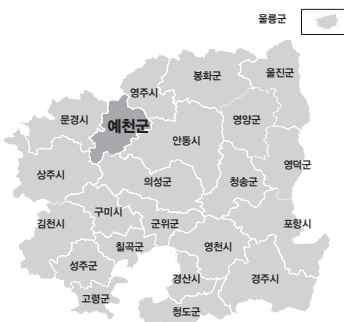 울릉군
봉화군
울진군
영주시
문경시
예천군
영양군
안동시
영덕군
상주시
의성군
청송군
구미시
김천시
군위군
포항시
칠곡군
영천시
성주군
경산시
경주시
고령군
청도군